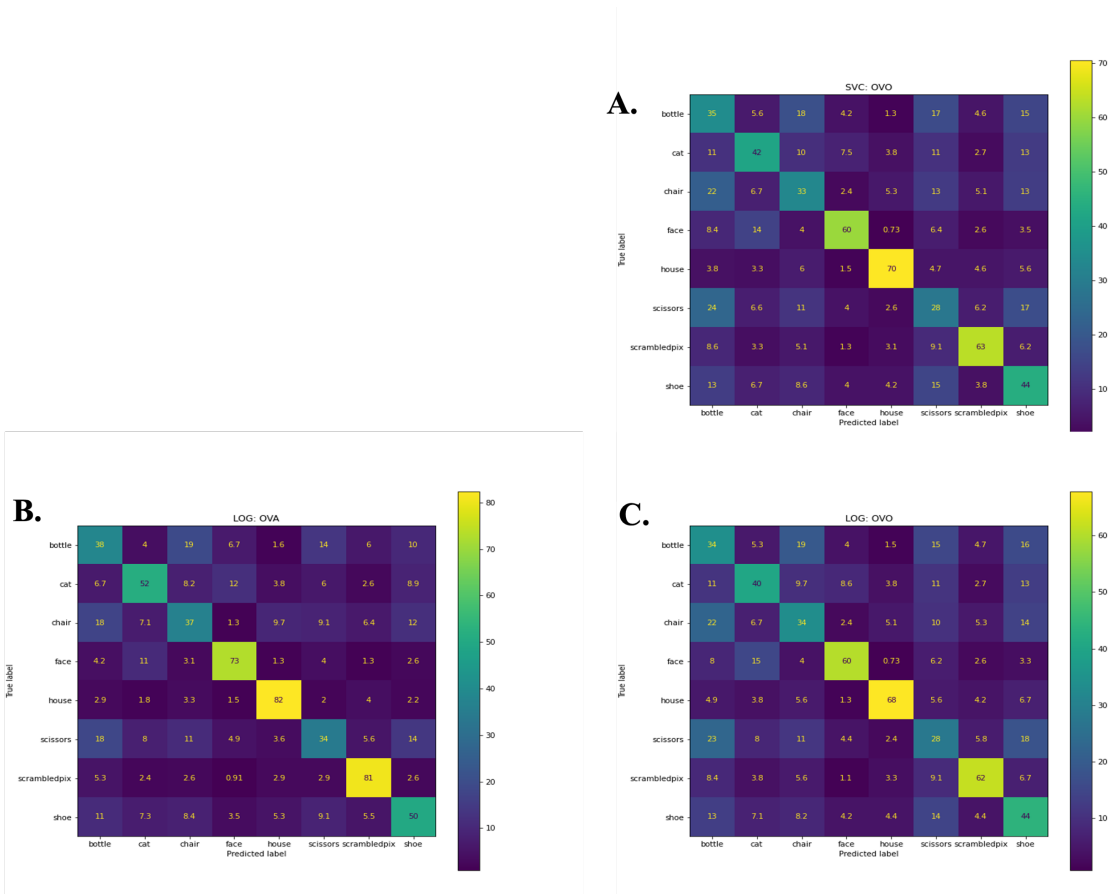 A.
SVC: OVO
True label
bottle 35 5.6 18 4.2 1.3 17 4.6 15
cat 11 42 10 7.5 3.8 11 2.7 13
chair 22 6.7 33 2.4 5.3 13 5.1 13
face 8.4 14 4 60 0.73 6.4 2.6 3.5
house 3.8 3.3 6 1.5 70 4.7 4.6 5.6
scissors 24 6.6 11 4 2.6 28 6.2 17
scrambledpix 8.6 3.3 5.1 1.3 3.1 9.1 63 6.2
shoe 13 6.7 8.6 4 4.2 15 3.8 44
bottle cat chair face house scissors scrambledpix shoe
Predicted label
70
60
50
40
30
20
10
B.
LOG: OVA
True label
bottle 38 4 19 6.7 1.6 14 6 10
cat 6.7 52 8.2 12 3.8 6 2.6 8.9
chair 18 7.1 37 1.3 9.7 9.1 6.4 12
face 4.2 11 3.1 73 1.3 4 1.3 2.6
house 2.9 1.8 3.3 1.5 82 2 4 2.2
scissors 18 8 11 4.9 3.6 34 5.6 14
scrambledpix 5.3 2.4 2.6 0.91 2.9 2.9 81 2.6
shoe 11 7.3 8.4 3.5 5.3 9.1 5.5 50
bottle cat chair face house scissors scrambledpix shoe
Predicted label
80
70
60
50
40
30
20
10
C.
LOG: OVO
True label
bottle 34 5.3 19 4 1.5 15 4.7 16
cat 11 40 9.7 8.6 3.8 11 2.7 13
chair 22 6.7 34 2.4 5.1 10 5.3 14
face 8 15 4 60 0.73 6.2 2.6 3.3
house 4.9 3.8 5.6 1.3 68 5.6 4.2 6.7
scissors 23 8 11 4.4 2.4 28 5.8 18
scrambledpix 8.4 3.8 5.6 1.1 3.3 9.1 62 6.7
shoe 13 7.1 8.2 4.2 4.4 14 4.4 44
bottle cat chair face house scissors scrambledpix shoe
Predicted label
60
50
40
30
20
10